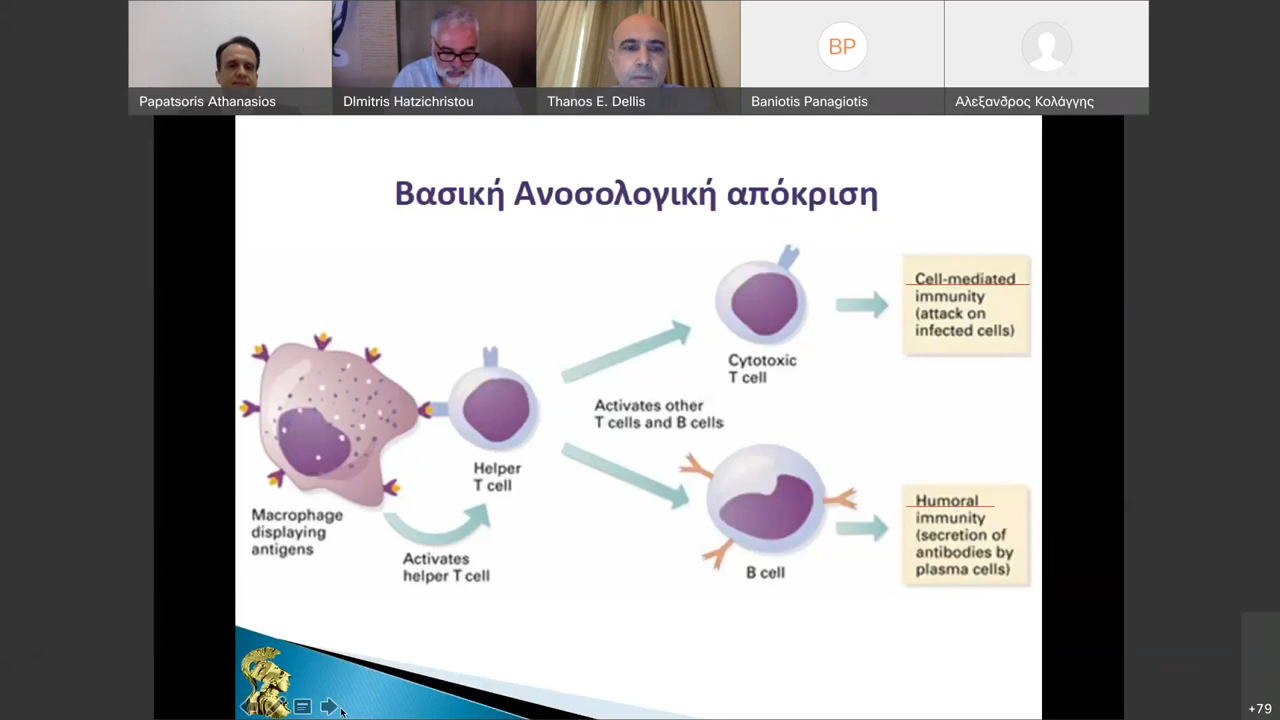 Papatsoris Athanasios
DImitris Hatzichristou
Thanos E. Dellis
BP
Baniotis Panagiotis
Αλεξανδρος Κολάγγης
Βασική Ανοσολογική απόκριση
Cell-mediated
immunity
(attack on
infected cells)
Cytotoxic
T cell
Activates other
T cells and B cells
Helper
T cell
Macrophage
displaying
antigens
Activates
helper T cell
B cell
Humoral
immunity
(secretion of
antibodies by
plasma cells)
+79